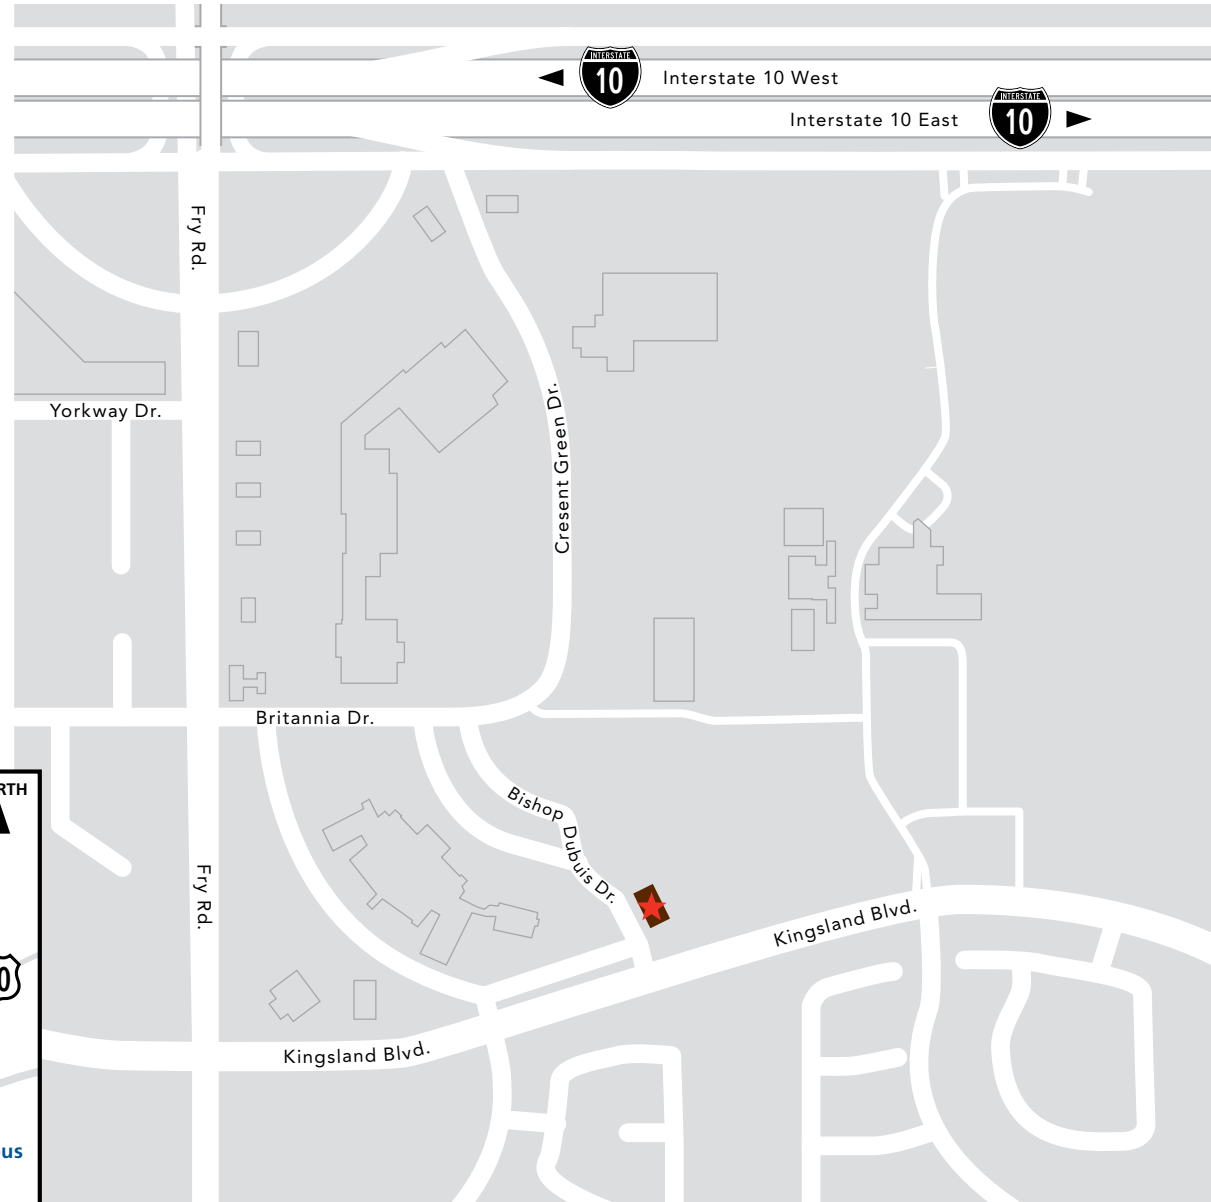 INTERSTATE
10
Interstate 10 West
INTERSTATE
10
Interstate 10 East
Fry Rd.
Yorkway Dr.
Cresent Green Dr.
Britannia Dr.
Bishop Dubuis Dr.
Fry Rd.
Kingsland Blvd.
Kingsland Blvd.
RTH
0
us